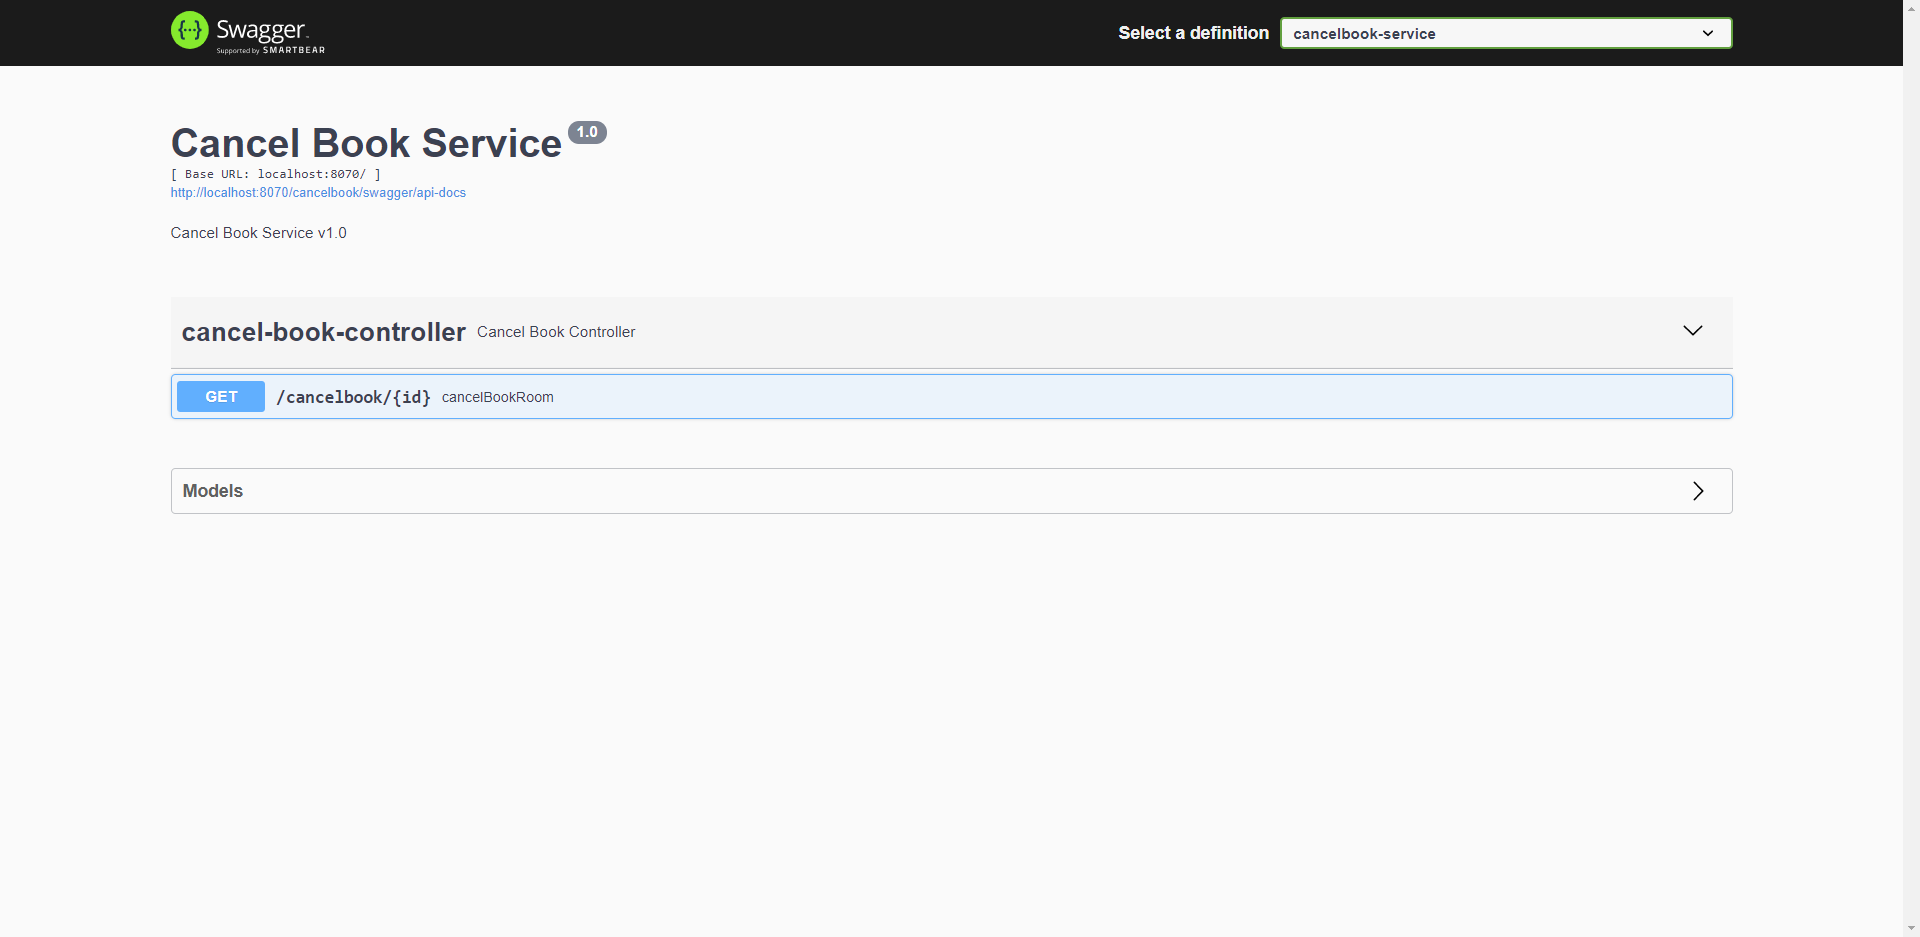 {···} Swagger™
Supported by SMARTBEAR
Select a definition
cancelbook-service
Cancel Book Service 1.0
[ Base URL: localhost:8070/ ]
http://localhost:8070/cancelbook/swagger/api-docs
Cancel Book Service v1.0
cancel-book-controller Cancel Book Controller
GET /cancelbook/{id} cancelBookRoom
Models